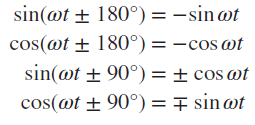 sin(ωt ± 180°) = −sin ωt
cos(ωt ± 180°) = −cos ωt
sin(ωt ± 90°) = ± cos ωt
cos(ωt ± 90°) = ∓ sin ωt